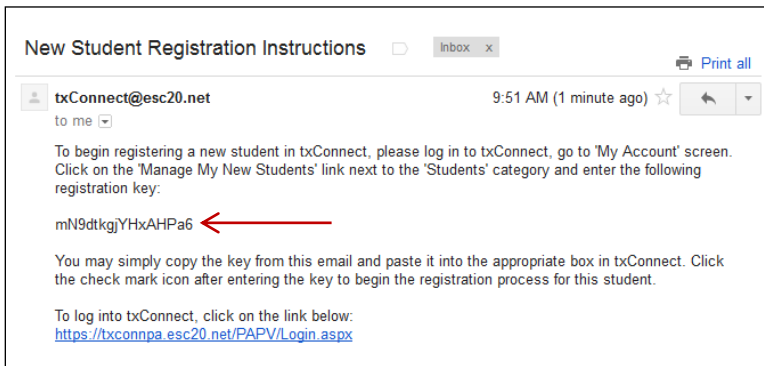 New Student Registration Instructions
Inbox x
Print all
txConnect@esc20.net
9:51 AM (1 minute ago)
to me
To begin registering a new student in txConnect, please log in to txConnect, go to 'My Account' screen.
Click on the 'Manage My New Students' link next to the 'Students' category and enter the following
registration key:
mN9dtkgjYHxAHPa6
You may simply copy the key from this email and paste it into the appropriate box in txConnect. Click
the check mark icon after entering the key to begin the registration process for this student.
To log into txConnect, click on the link below:
https://txconnpa.esc20.net/PAPV/Login.aspx